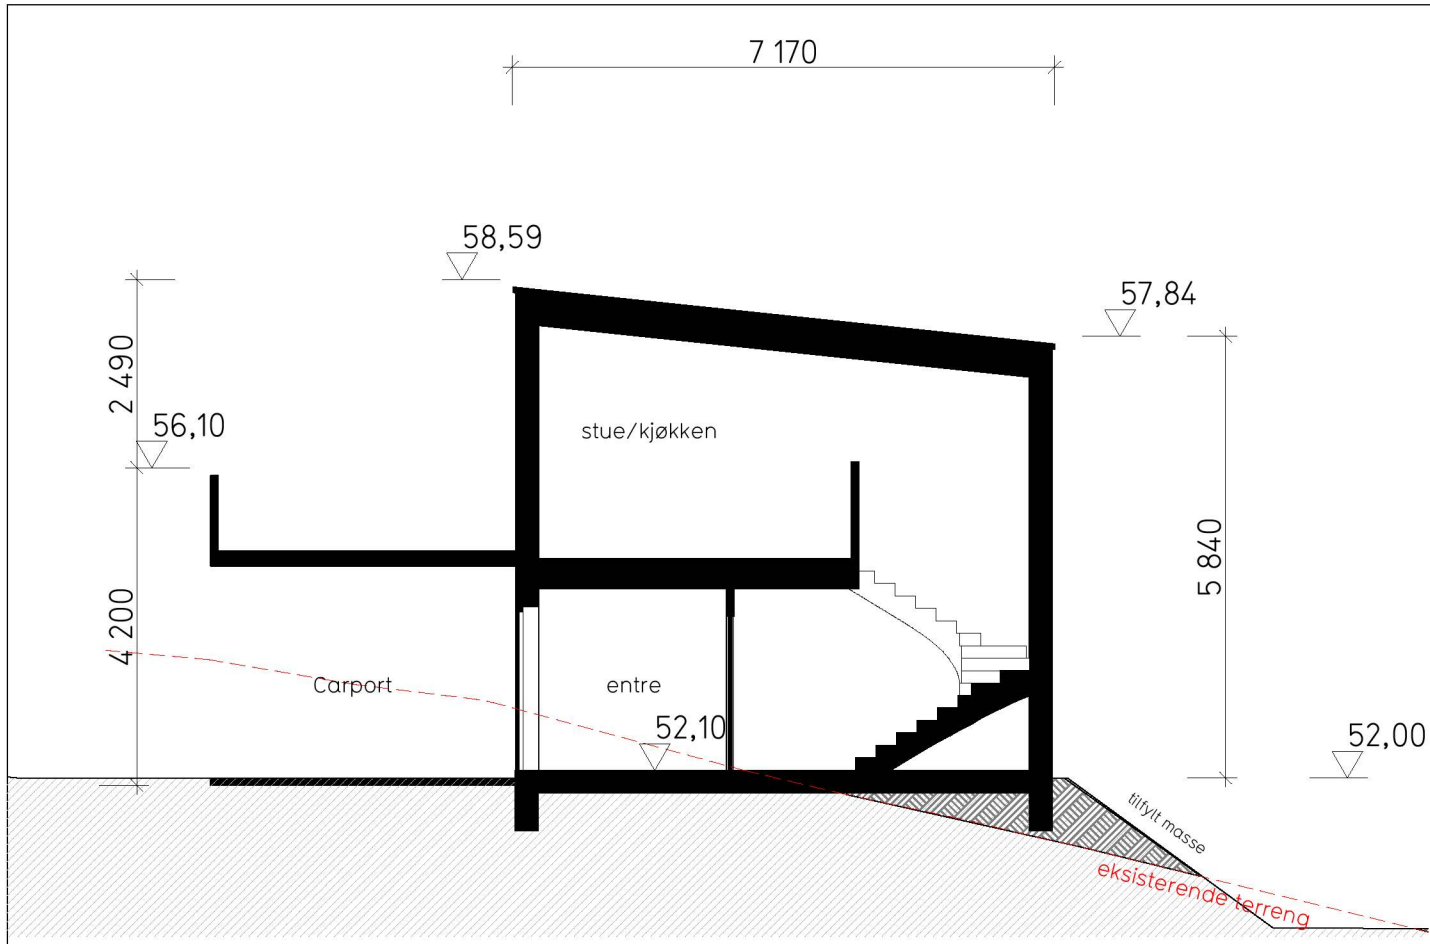 7 170
58,59
57,84
2 490
56,10
stue/kjøkken
5 840
4 200
Carport
entre
52,10
52,00
tilfylt masse
eksisterende terreng